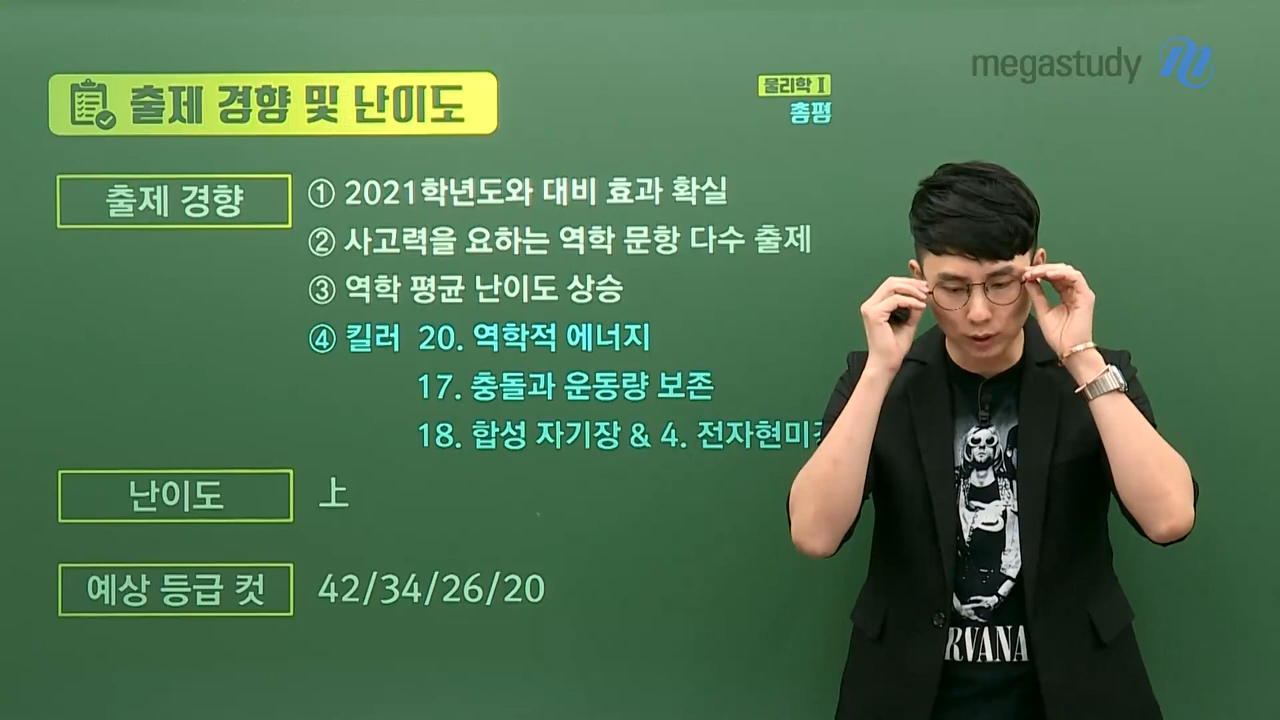 megastudy
출제 경향 및 난이도
물리학 I
총평
출제 경향
① 2021학년도와 대비 효과 확실
② 사고력을 요하는 역학 문항 다수 출제
③ 역학 평균 난이도 상승
④ 킬러 20. 역학적 에너지
17. 충돌과 운동량 보존
18. 합성 자기장 & 4.
난이도 上
예상 등급 컷 42/34/26/20
RVANA